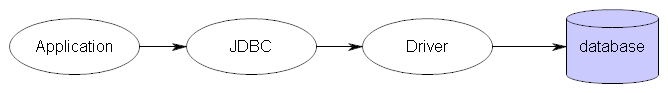 Application
JDBC
Driver
database